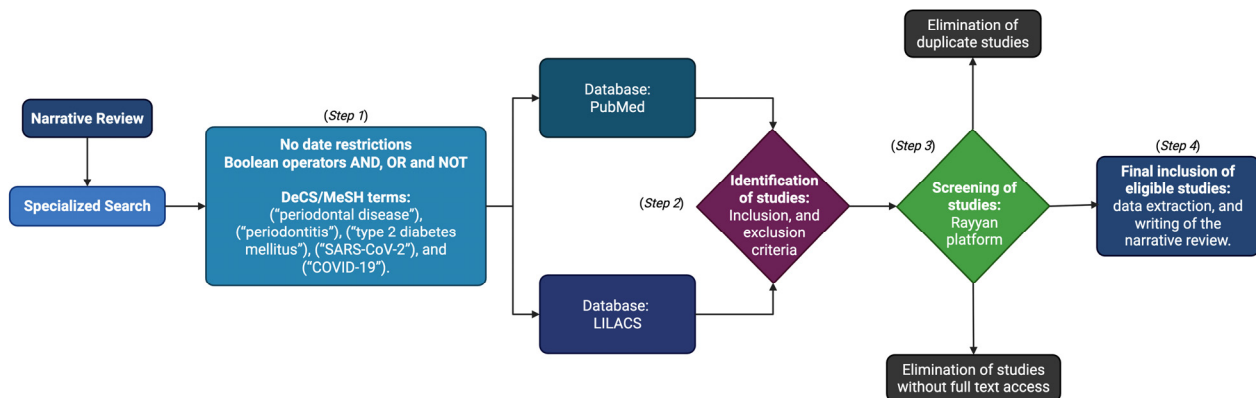 Narrative Review
Specialized Search
(Step 1)
No date restrictions
Boolean operators AND, OR and NOT
DeCS/MeSH terms:
(“periodontal disease”),
(“periodontitis”), (“type 2 diabetes
mellitus”), (“SARS-CoV-2”), and
(“COVID-19”).
Database:
PubMed
Database:
LILACS
(Step 2)
Identification
of studies:
Inclusion, and
exclusion
criteria
(Step 3)
Screening of
studies:
Rayyan
platform
Elimination of
duplicate studies
Elimination of studies
without full text access
(Step 4)
Final inclusion of
eligible studies:
data extraction, and
writing of the
narrative review.